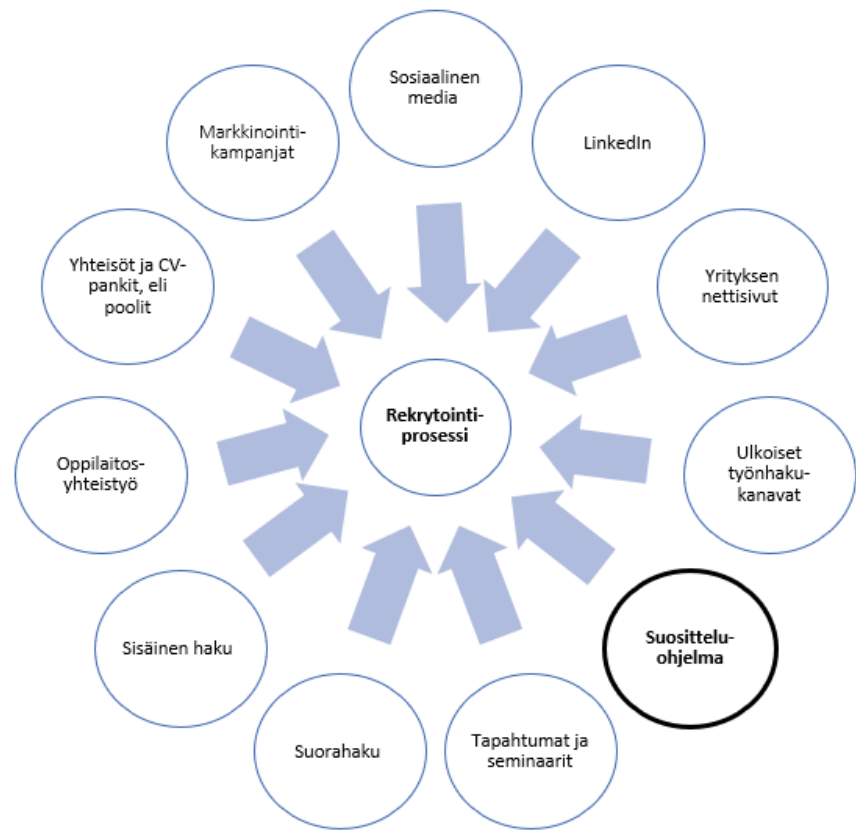 Sosiaalinen
media
LinkedIn
Yrityksen
nettisivut
Ulkoiset
työnhaku-
kanavat
Suosittelu-
ohjelma
Tapahtumat ja
seminaarit
Suorahaku
Sisäinen haku
Oppilaitos-
yhteistyö
Yhteisöt ja CV-
pankit, eli
poolit
Markkinointi-
kampanjat
Rekrytointi-
prosessi